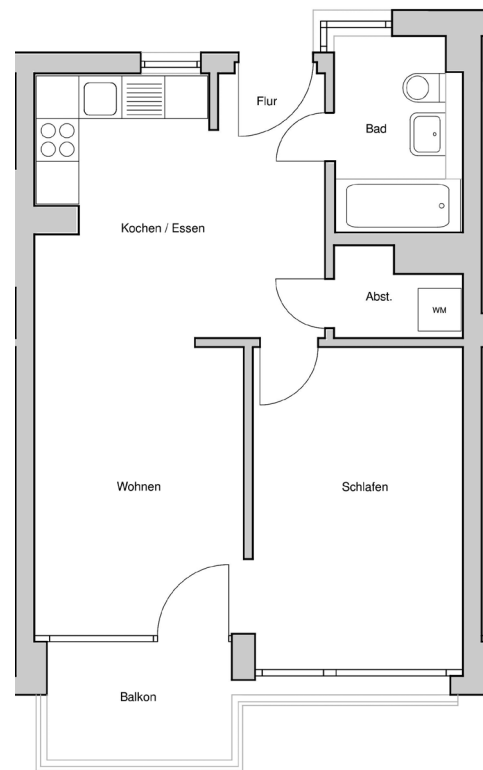 Flur
Bad
Kochen / Essen
Abst.
WM
Wohnen
Schlafen
Balkon